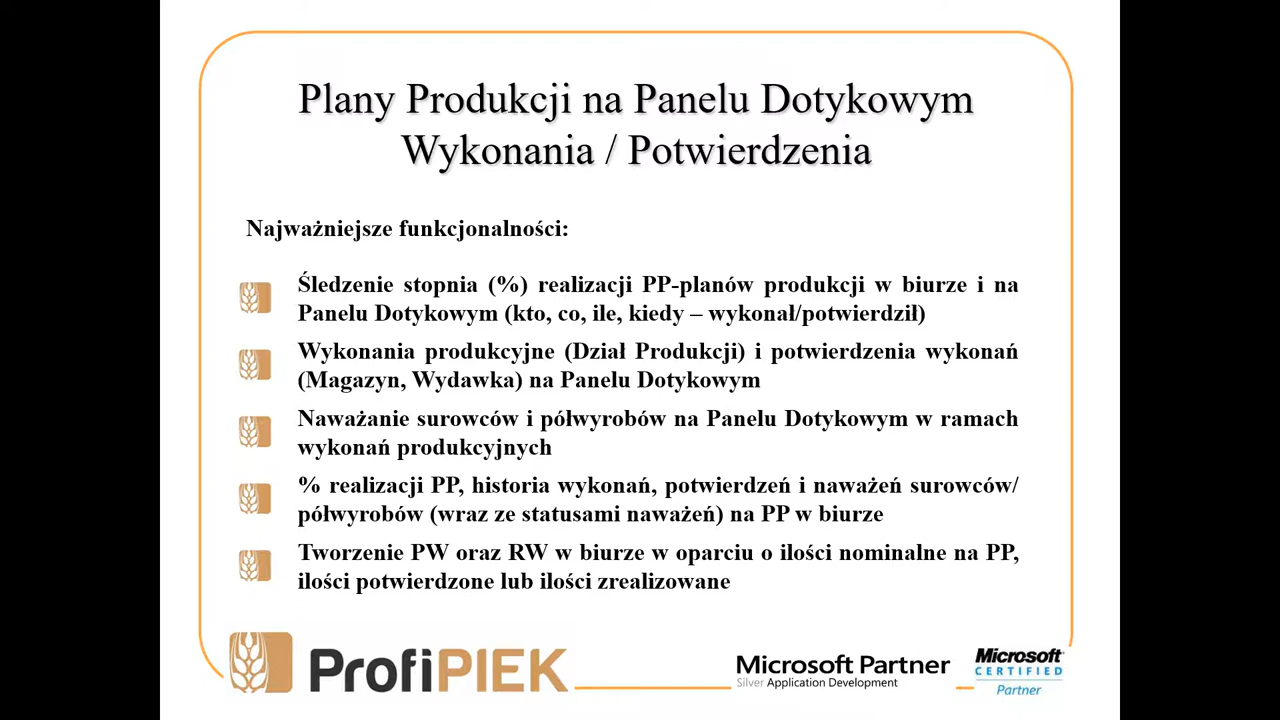 Plany Produkcji na Panelu Dotykowym
Wykonania / Potwierdzenia
Najważniejsze funkcjonalności:
Śledzenie stopnia (%) realizacji PP-planów produkcji w biurze i na
Panelu Dotykowym (kto, co, ile, kiedy – wykonał/potwierdził)
Wykonania produkcyjne (Dział Produkcji) i potwierdzenia wykonań
(Magazyn, Wydawka) na Panelu Dotykowym
Naważanie surowców i półwyrobów na Panelu Dotykowym w ramach
wykonań produkcyjnych
% realizacji PP, historia wykonań, potwierdzeń i naważeń surowców/
półwyrobów (wraz ze statusami naważeń) na PP w biurze
Tworzenie PW oraz RW w biurze w oparciu o ilości nominalne na PP,
ilości potwierdzone lub ilości zrealizowane
ProfiPIEK
Microsoft Partner
Silver Application Development
Microsoft
CERTIFIED
Partner